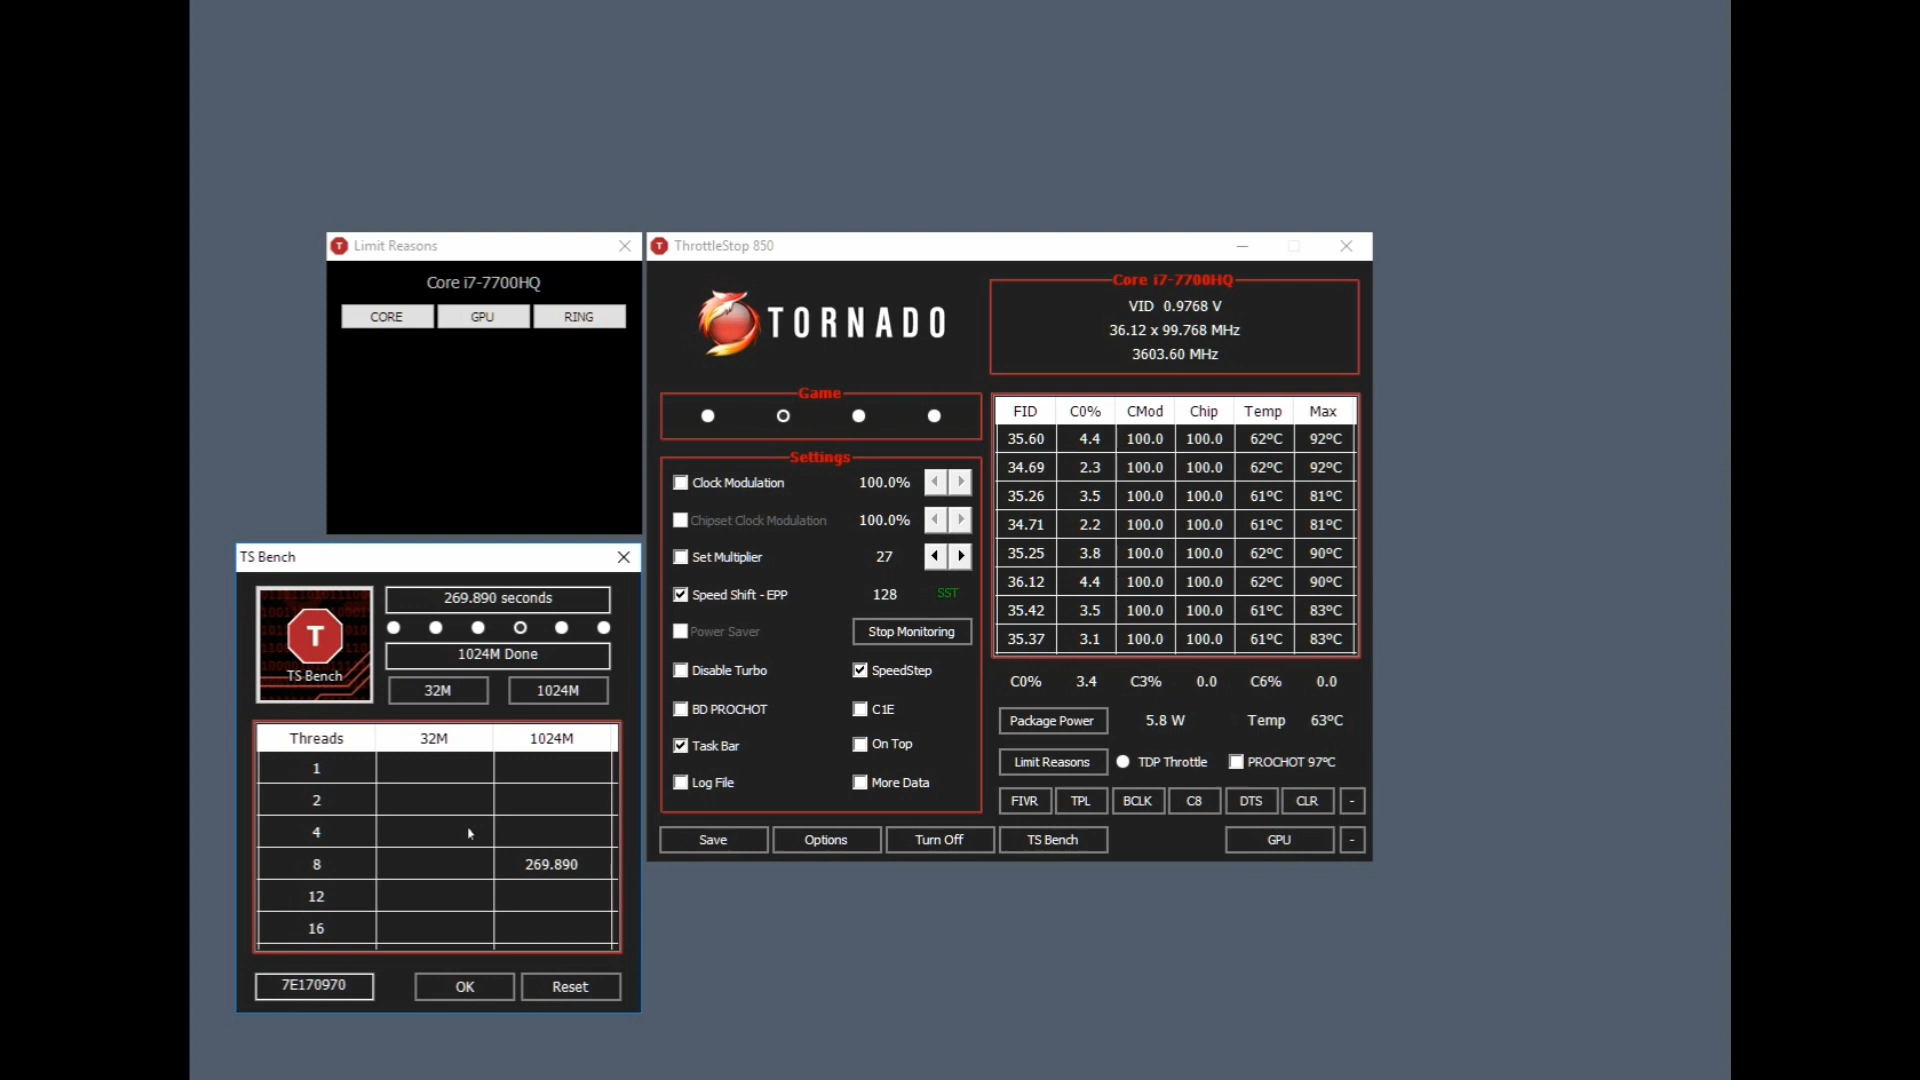 Limit Reasons
Core i7-7700HQ
CORE GPU RING
TS Bench
269.890 seconds
1024M Done
T
TS Bench
32M 1024M
Threads 32M 1024M
1
2
4
8 269.890
12
16
7E170970 OK Reset
ThrottleStop 850
TORNADO
Core i7-7700HQ
VID 0.9768 V
36.12 x 99.768 MHz
3603.60 MHz
Game
Settings
Clock Modulation 100.0%
Chipset Clock Modulation 100.0%
Set Multiplier 27
Speed Shift - EPP 128 SST
Power Saver Stop Monitoring
Disable Turbo SpeedStep
BD PROCHOT C1E
Task Bar On Top
Log File More Data
FID C0% CMod Chip Temp Max
35.60 4.4 100.0 100.0 62°C 92°C
34.69 2.3 100.0 100.0 62°C 92°C
35.26 3.5 100.0 100.0 61°C 81°C
34.71 2.2 100.0 100.0 61°C 81°C
35.25 3.8 100.0 100.0 62°C 90°C
36.12 4.4 100.0 100.0 62°C 90°C
35.42 3.5 100.0 100.0 61°C 83°C
35.37 3.1 100.0 100.0 61°C 83°C
C0% 3.4 C3% 0.0 C6% 0.0
Package Power 5.8 W Temp 63°C
Limit Reasons TDP Throttle PROCHOT 97°C
FIVR TPL BCLK C8 DTS CLR -
Save Options Turn Off TS Bench GPU -